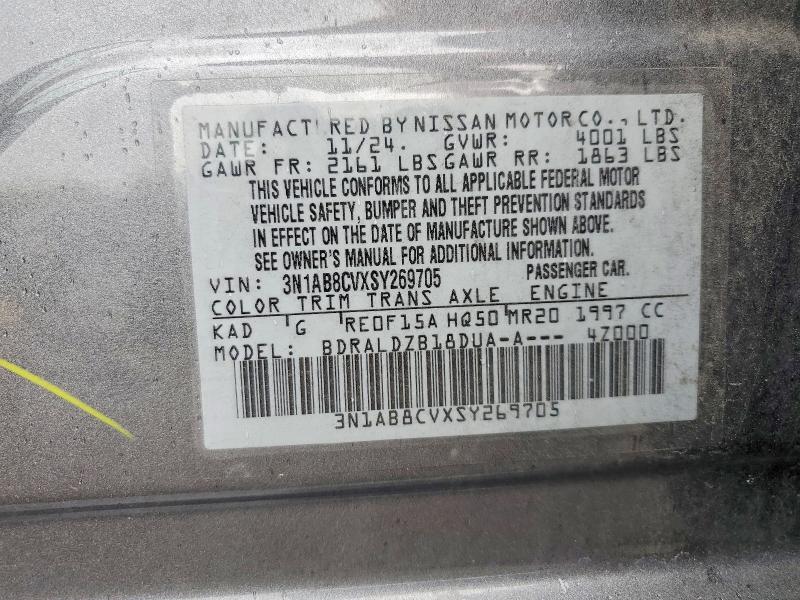 MANUFACTURED BY NISSAN MOTOR CO., LTD.
DATE: 11/24. GVWR: 4001 LBS
GAWR FR: 2161 LBS GAWR RR: 1863 LBS
THIS VEHICLE CONFORMS TO ALL APPLICABLE FEDERAL MOTOR
VEHICLE SAFETY, BUMPER AND THEFT PREVENTION STANDARDS
IN EFFECT ON THE DATE OF MANUFACTURE SHOWN ABOVE.
SEE OWNER'S MANUAL FOR ADDITIONAL INFORMATION.
VIN: 3N1AB8CVXSY269705 PASSENGER CAR.
COLOR TRIM TRANS AXLE ENGINE
KAD G RE0F15A HQ50 MR20 1997 CC
MODEL: BDRALDZB18DUA-A--- 4Z000
3N1AB8CVXSY269705